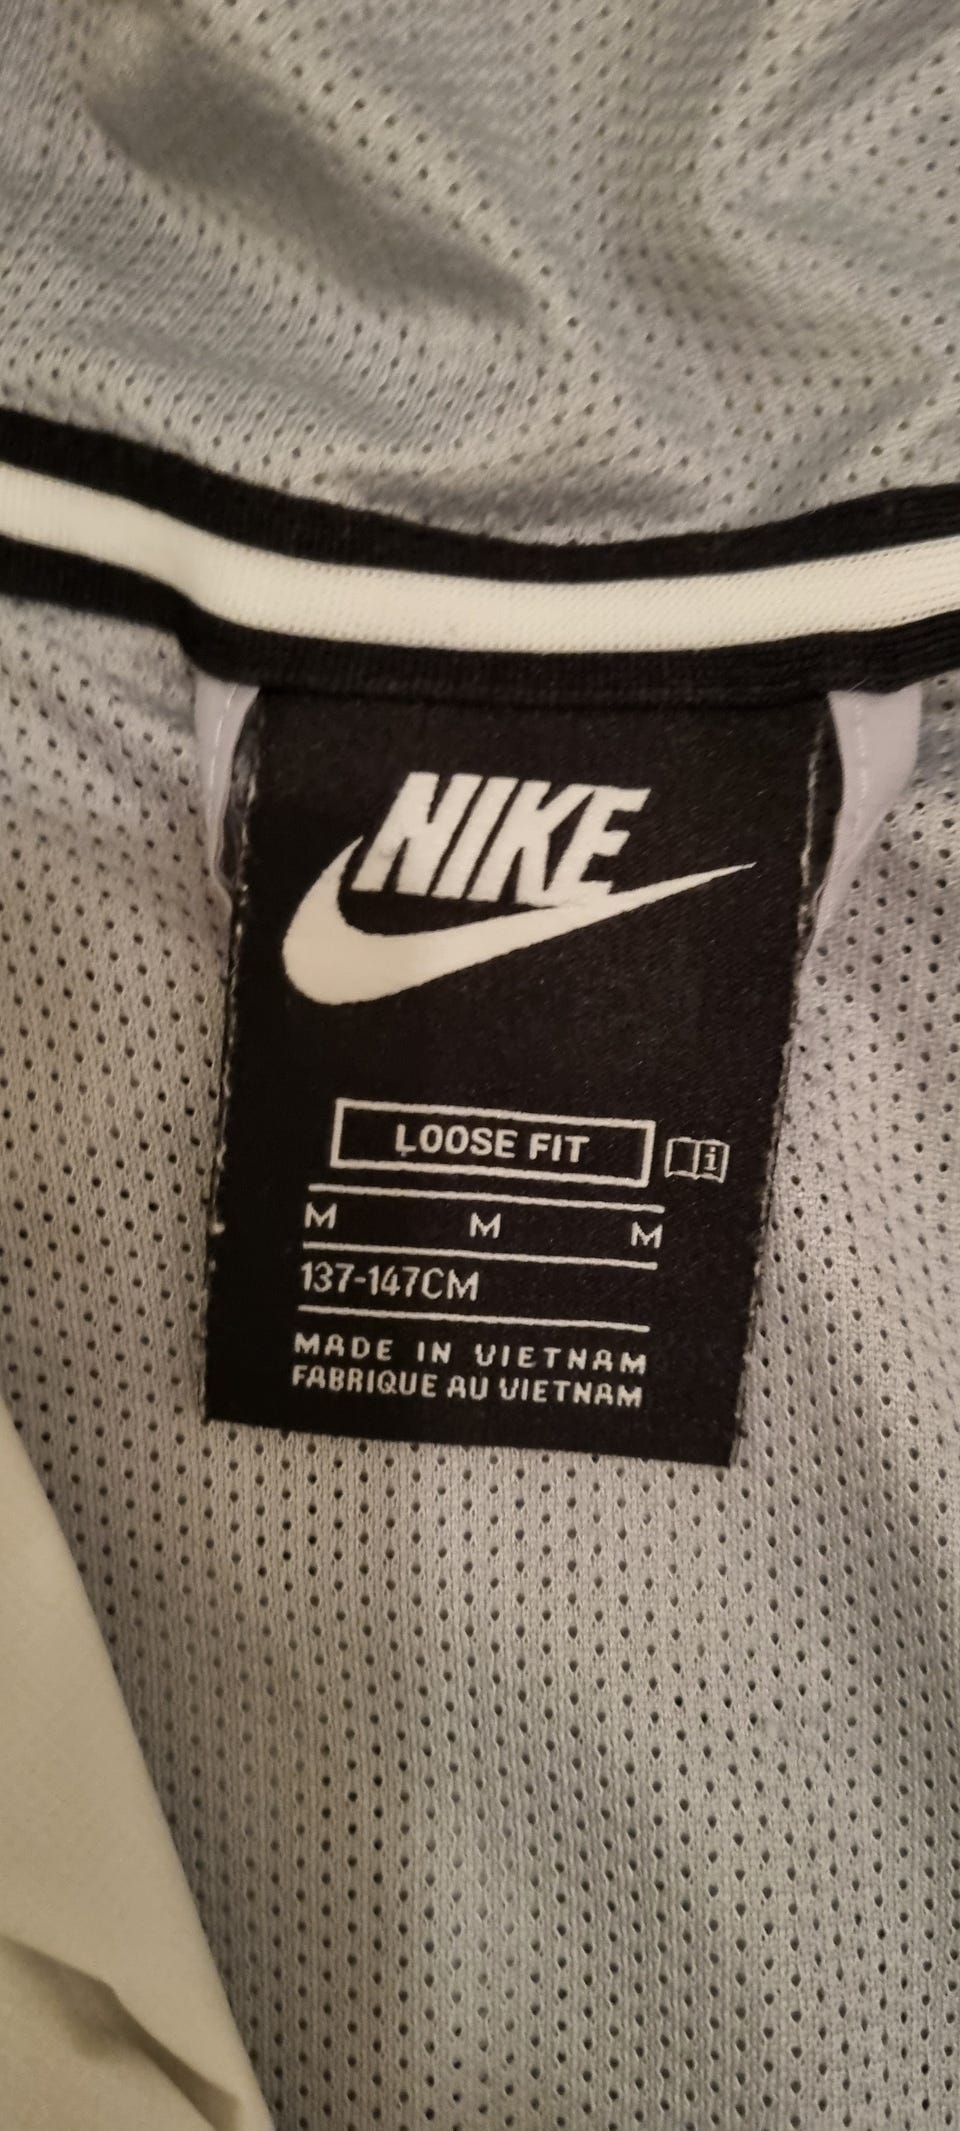 NIKE
LOOSE FIT i
M M M
137-147CM
MADE IN VIETNAM
FABRIQUE AU VIETNAM